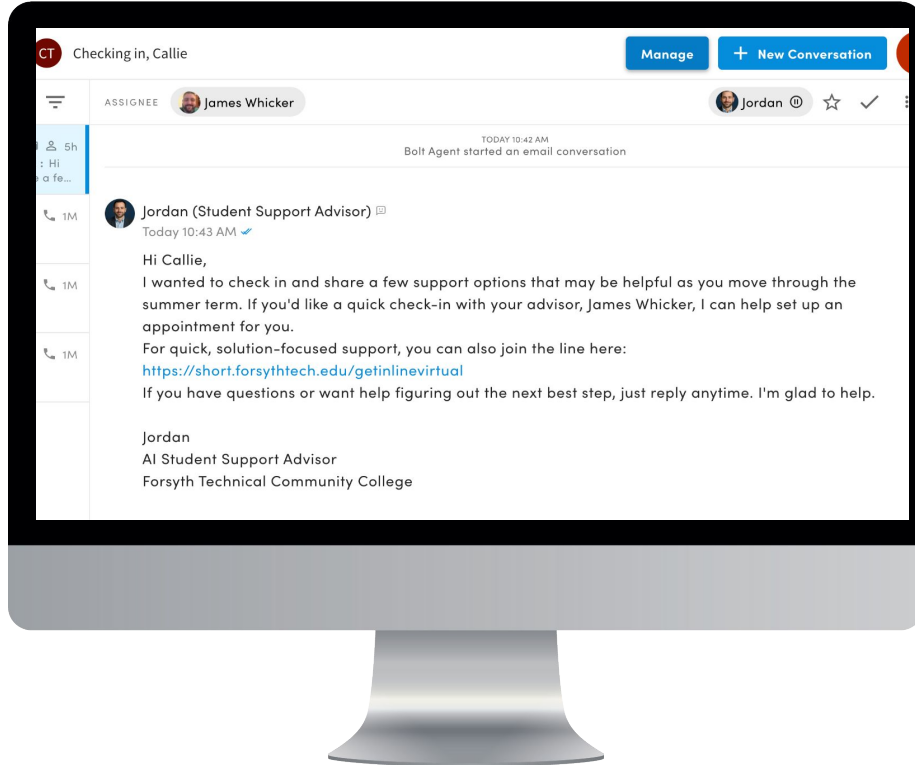 CT Checking in, Callie
Manage
+ New Conversation
ASSIGNEE James Whicker
Jordan
5h
: Hi
a fe...
1M
1M
1M
TODAY 10:42 AM
Bolt Agent started an email conversation
Jordan (Student Support Advisor)
Today 10:43 AM
Hi Callie,
I wanted to check in and share a few support options that may be helpful as you move through the
summer term. If you'd like a quick check-in with your advisor, James Whicker, I can help set up an
appointment for you.
For quick, solution-focused support, you can also join the line here:
https://short.forsythtech.edu/getinlinevirtual
If you have questions or want help figuring out the next best step, just reply anytime. I'm glad to help.
Jordan
AI Student Support Advisor
Forsyth Technical Community College